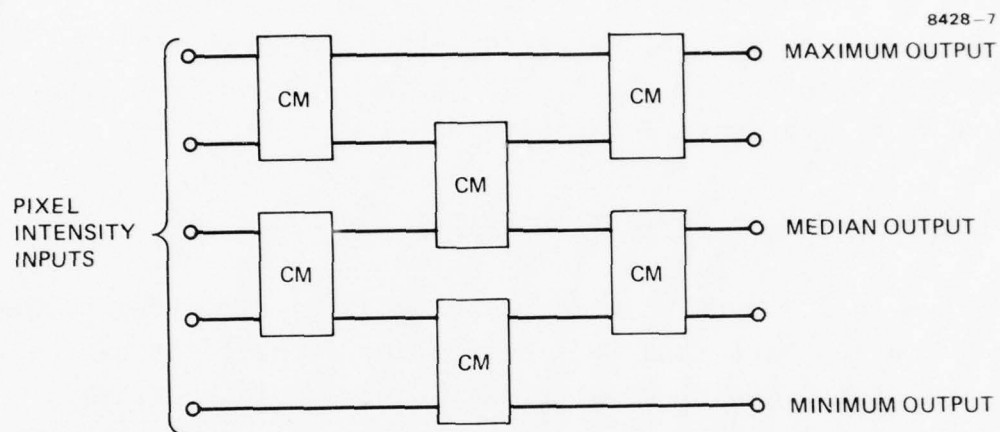 8428-7
MAXIMUM OUTPUT
CM
CM
CM
PIXEL
INTENSITY
INPUTS
MEDIAN OUTPUT
CM
CM
CM
MINIMUM OUTPUT